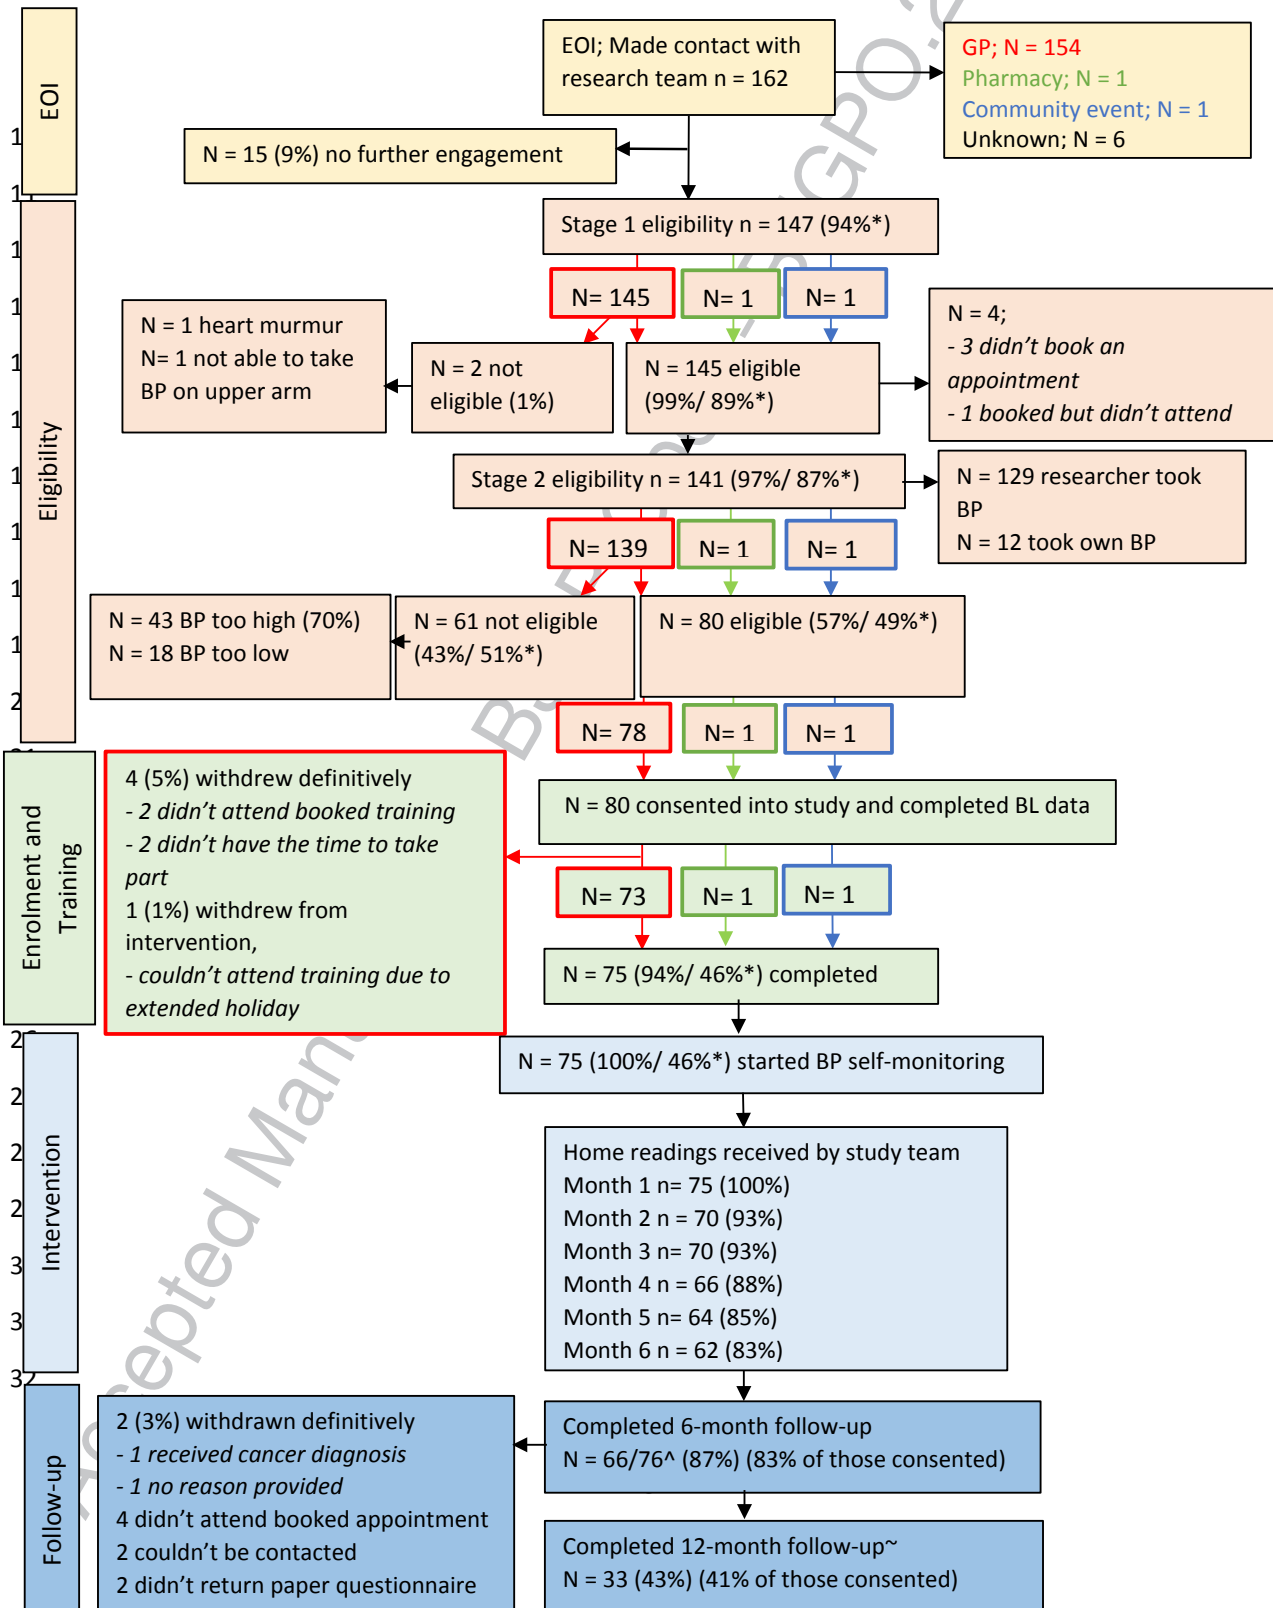 EOI
EOI; Made contact with
research team n = 162
GP; N = 154
Pharmacy; N = 1
Community event; N = 1
Unknown; N = 6
N = 15 (9%) no further engagement
Eligibility
Stage 1 eligibility n = 147 (94%*)
N= 145
N= 1
N= 1
N = 1 heart murmur
N= 1 not able to take
BP on upper arm
N = 2 not
eligible (1%)
N = 145 eligible
(99%/ 89%*)
N = 4;
- 3 didn't book an
appointment
- 1 booked but didn't attend
Stage 2 eligibility n = 141 (97%/ 87%*)
N = 129 researcher took
BP
N = 12 took own BP
N= 139
N= 1
N= 1
N = 43 BP too high (70%)
N = 18 BP too low
N = 61 not eligible
(43%/ 51%*)
N = 80 eligible (57%/ 49%*)
N= 78
N= 1
N= 1
Enrolment and
Training
4 (5%) withdrew definitively
- 2 didn't attend booked training
- 2 didn't have the time to take
part
1 (1%) withdrew from
intervention,
- couldn't attend training due to
extended holiday
N = 80 consented into study and completed BL data
N= 73
N= 1
N= 1
N = 75 (94%/ 46%*) completed
Intervention
N = 75 (100%/ 46%*) started BP self-monitoring
Home readings received by study team
Month 1 n= 75 (100%)
Month 2 n = 70 (93%)
Month 3 n = 70 (93%)
Month 4 n = 66 (88%)
Month 5 n= 64 (85%)
Month 6 n = 62 (83%)
Follow-up
2 (3%) withdrawn definitively
- 1 received cancer diagnosis
- 1 no reason provided
4 didn't attend booked appointment
2 couldn't be contacted
2 didn't return paper questionnaire
Completed 6-month follow-up
N = 66/76^ (87%) (83% of those consented)
Completed 12-month follow-up~
N = 33 (43%) (41% of those consented)